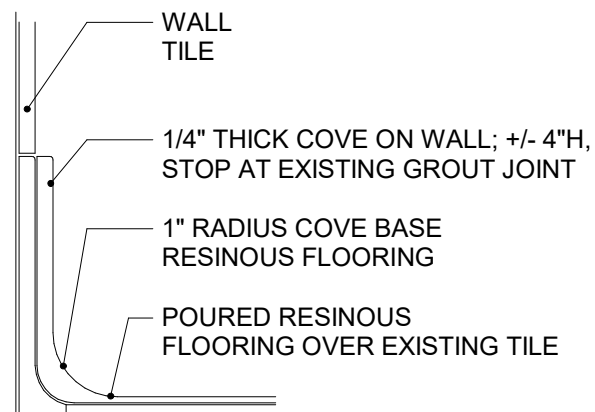 WALL
TILE
1/4" THICK COVE ON WALL; +/- 4"H,
STOP AT EXISTING GROUT JOINT
1" RADIUS COVE BASE
RESINOUS FLOORING
POURED RESINOUS
FLOORING OVER EXISTING TILE